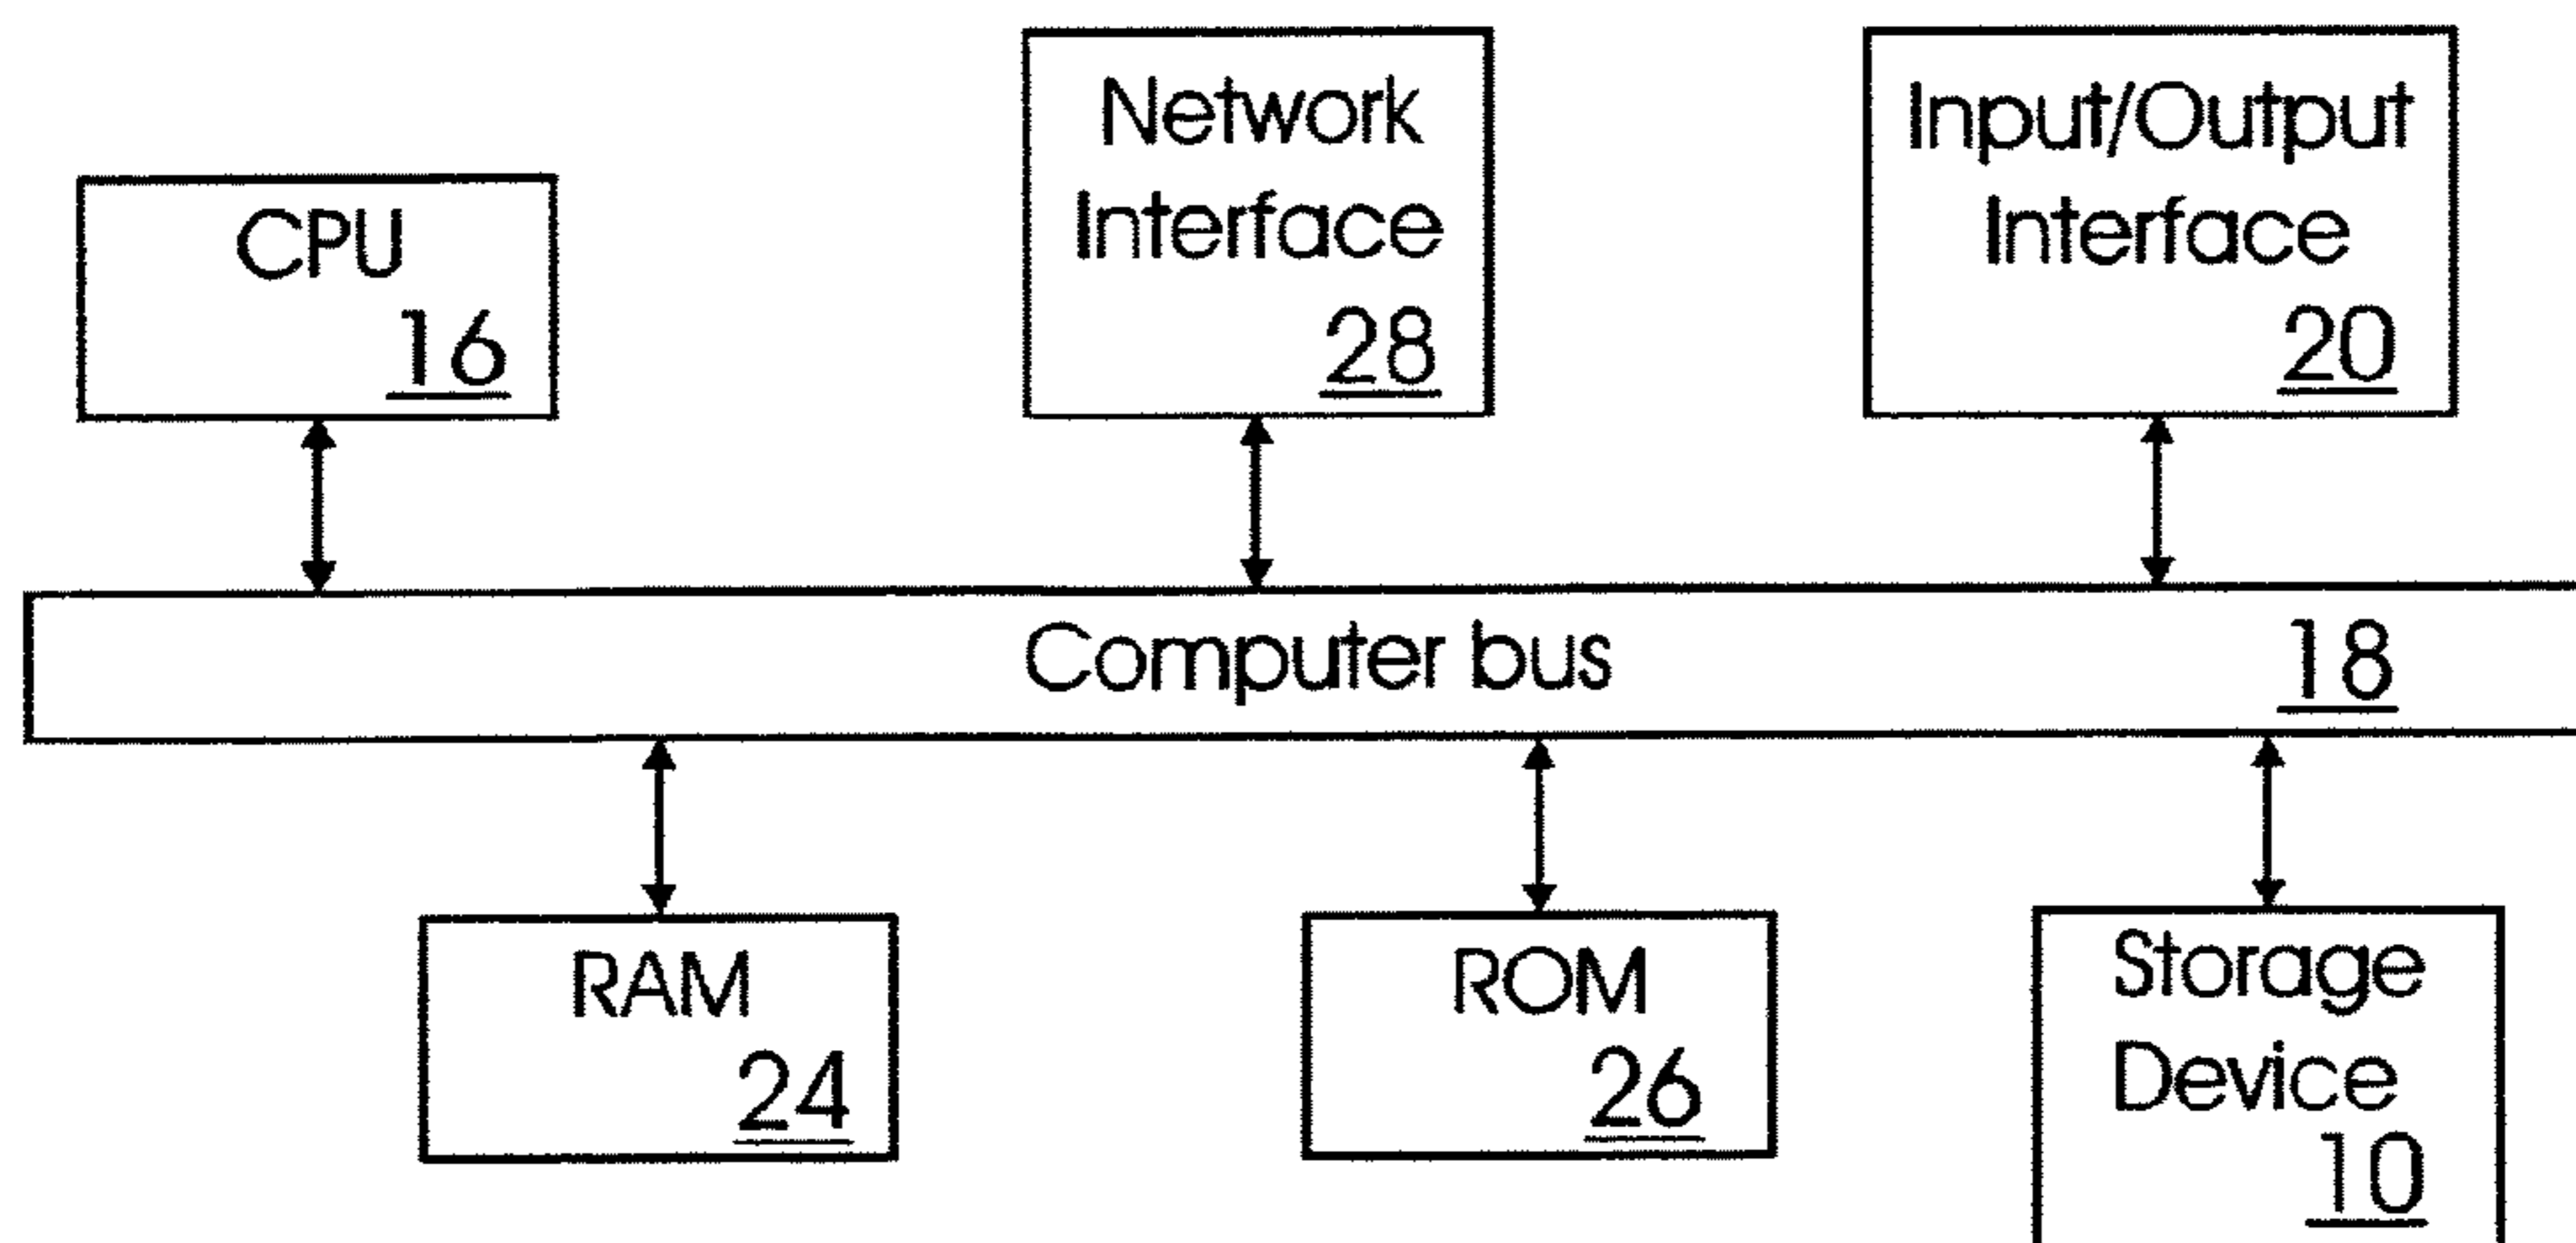 CPU
16
Network
Interface
28
Input/Output
Interface
20
Computer bus
18
RAM
24
ROM
26
Storage
Device
10